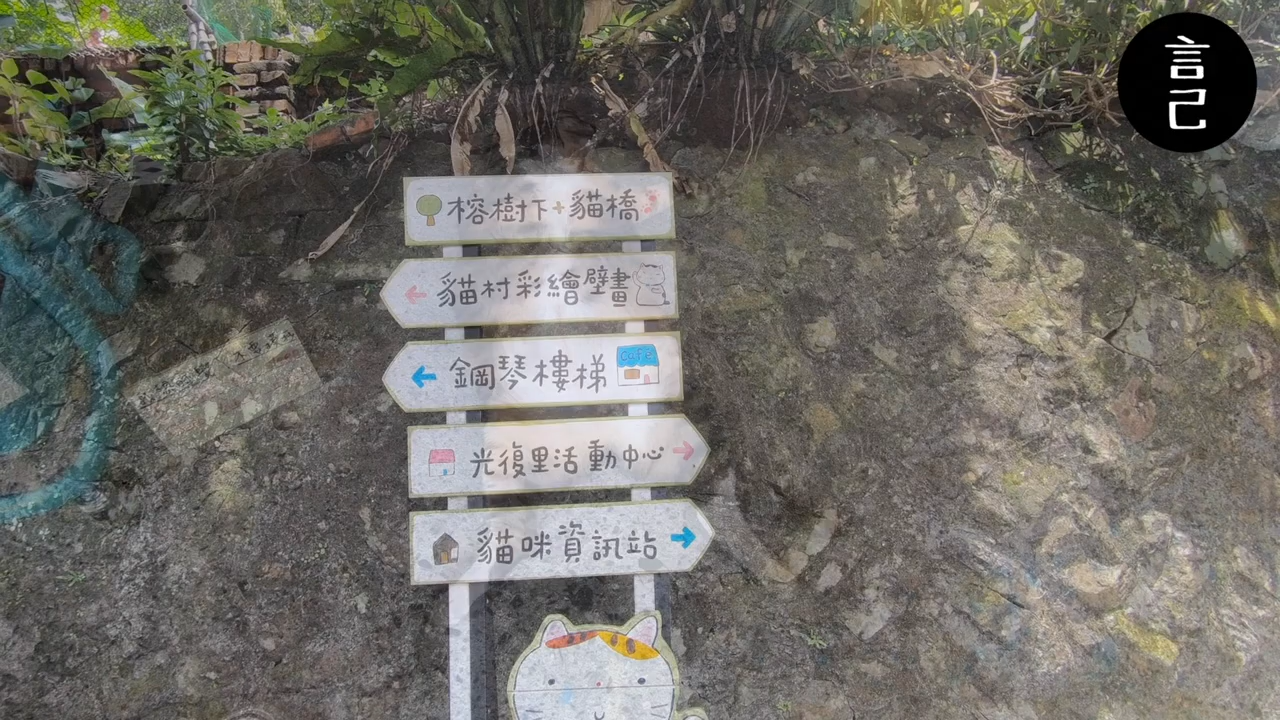 言
己
榕樹下+貓橋
貓村彩繪壁畫
鋼琴樓梯
Cafe
光復里活動中心
貓咪資訊站